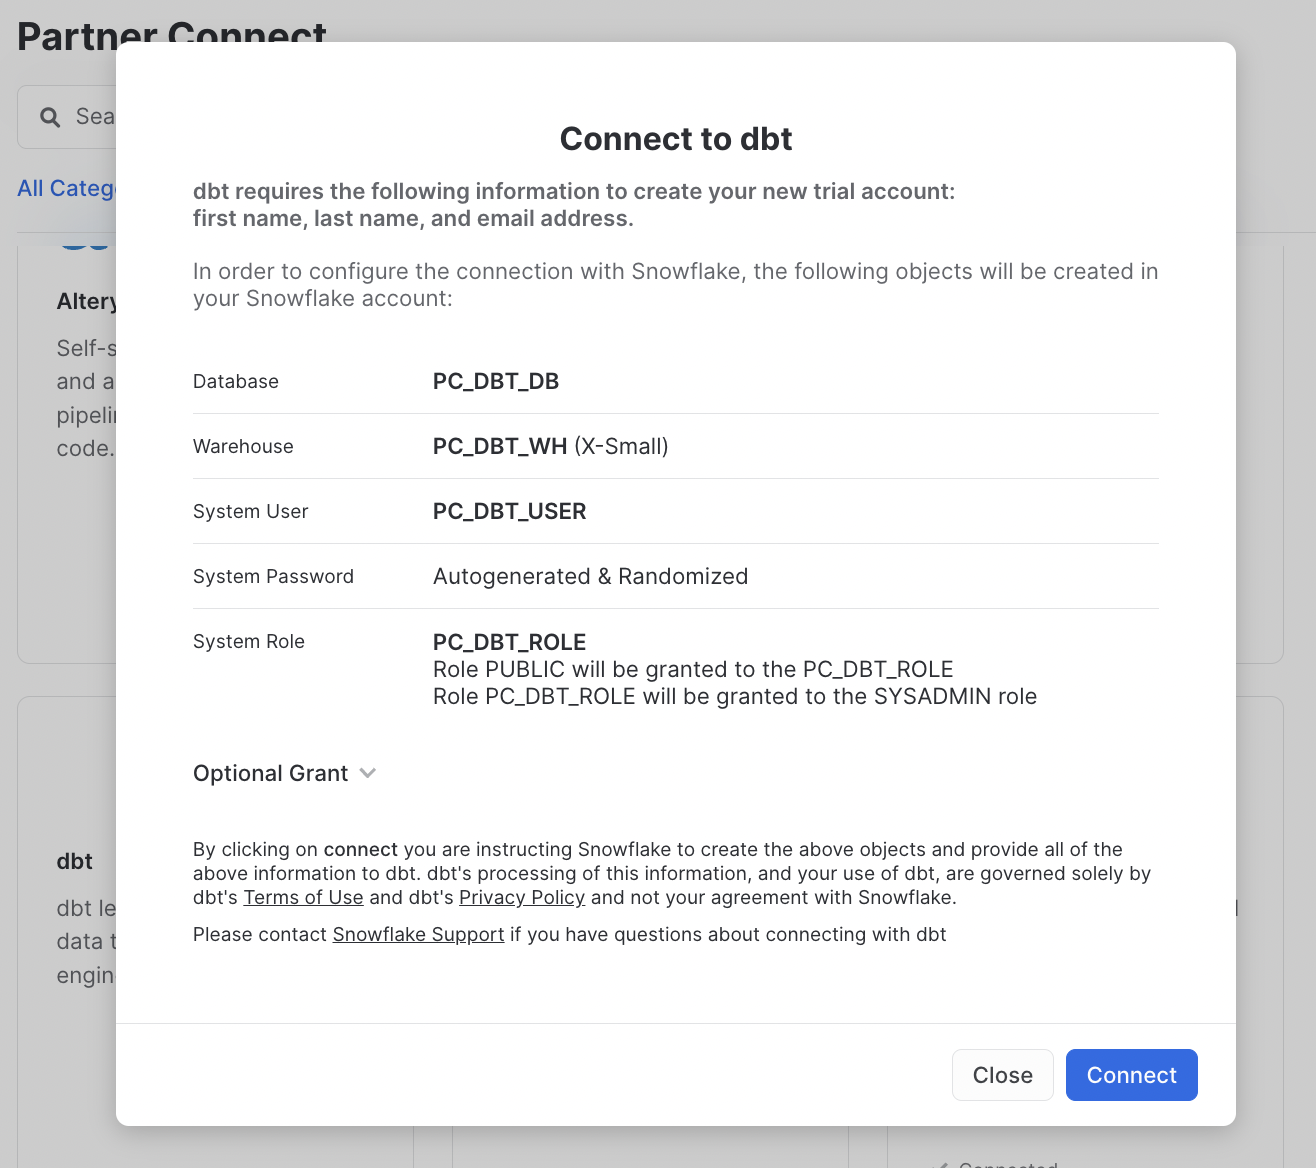 Partner Connect
Sea
All Catego
Altery
Self-s
and a
pipelin
code.
Connect to dbt
dbt requires the following information to create your new trial account:
first name, last name, and email address.
In order to configure the connection with Snowflake, the following objects will be created in
your Snowflake account:
Database PC_DBT_DB
Warehouse PC_DBT_WH (X-Small)
System User PC_DBT_USER
System Password Autogenerated & Randomized
System Role PC_DBT_ROLE
Role PUBLIC will be granted to the PC_DBT_ROLE
Role PC_DBT_ROLE will be granted to the SYSADMIN role
Optional Grant
By clicking on connect you are instructing Snowflake to create the above objects and provide all of the
above information to dbt. dbt's processing of this information, and your use of dbt, are governed solely by
dbt's Terms of Use and dbt's Privacy Policy and not your agreement with Snowflake.
Please contact Snowflake Support if you have questions about connecting with dbt
dbt
dbt le
data t
engin
Close Connect
Connected